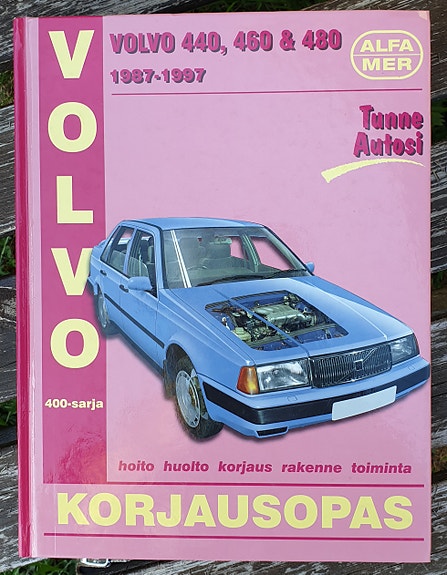 VOLVO
VOLVO 440, 460 & 480
1987-1997
ALFA
MER
Tunne
Autosi
400-sarja
hoito huolto korjaus rakenne toiminta
KORJAUSOPAS